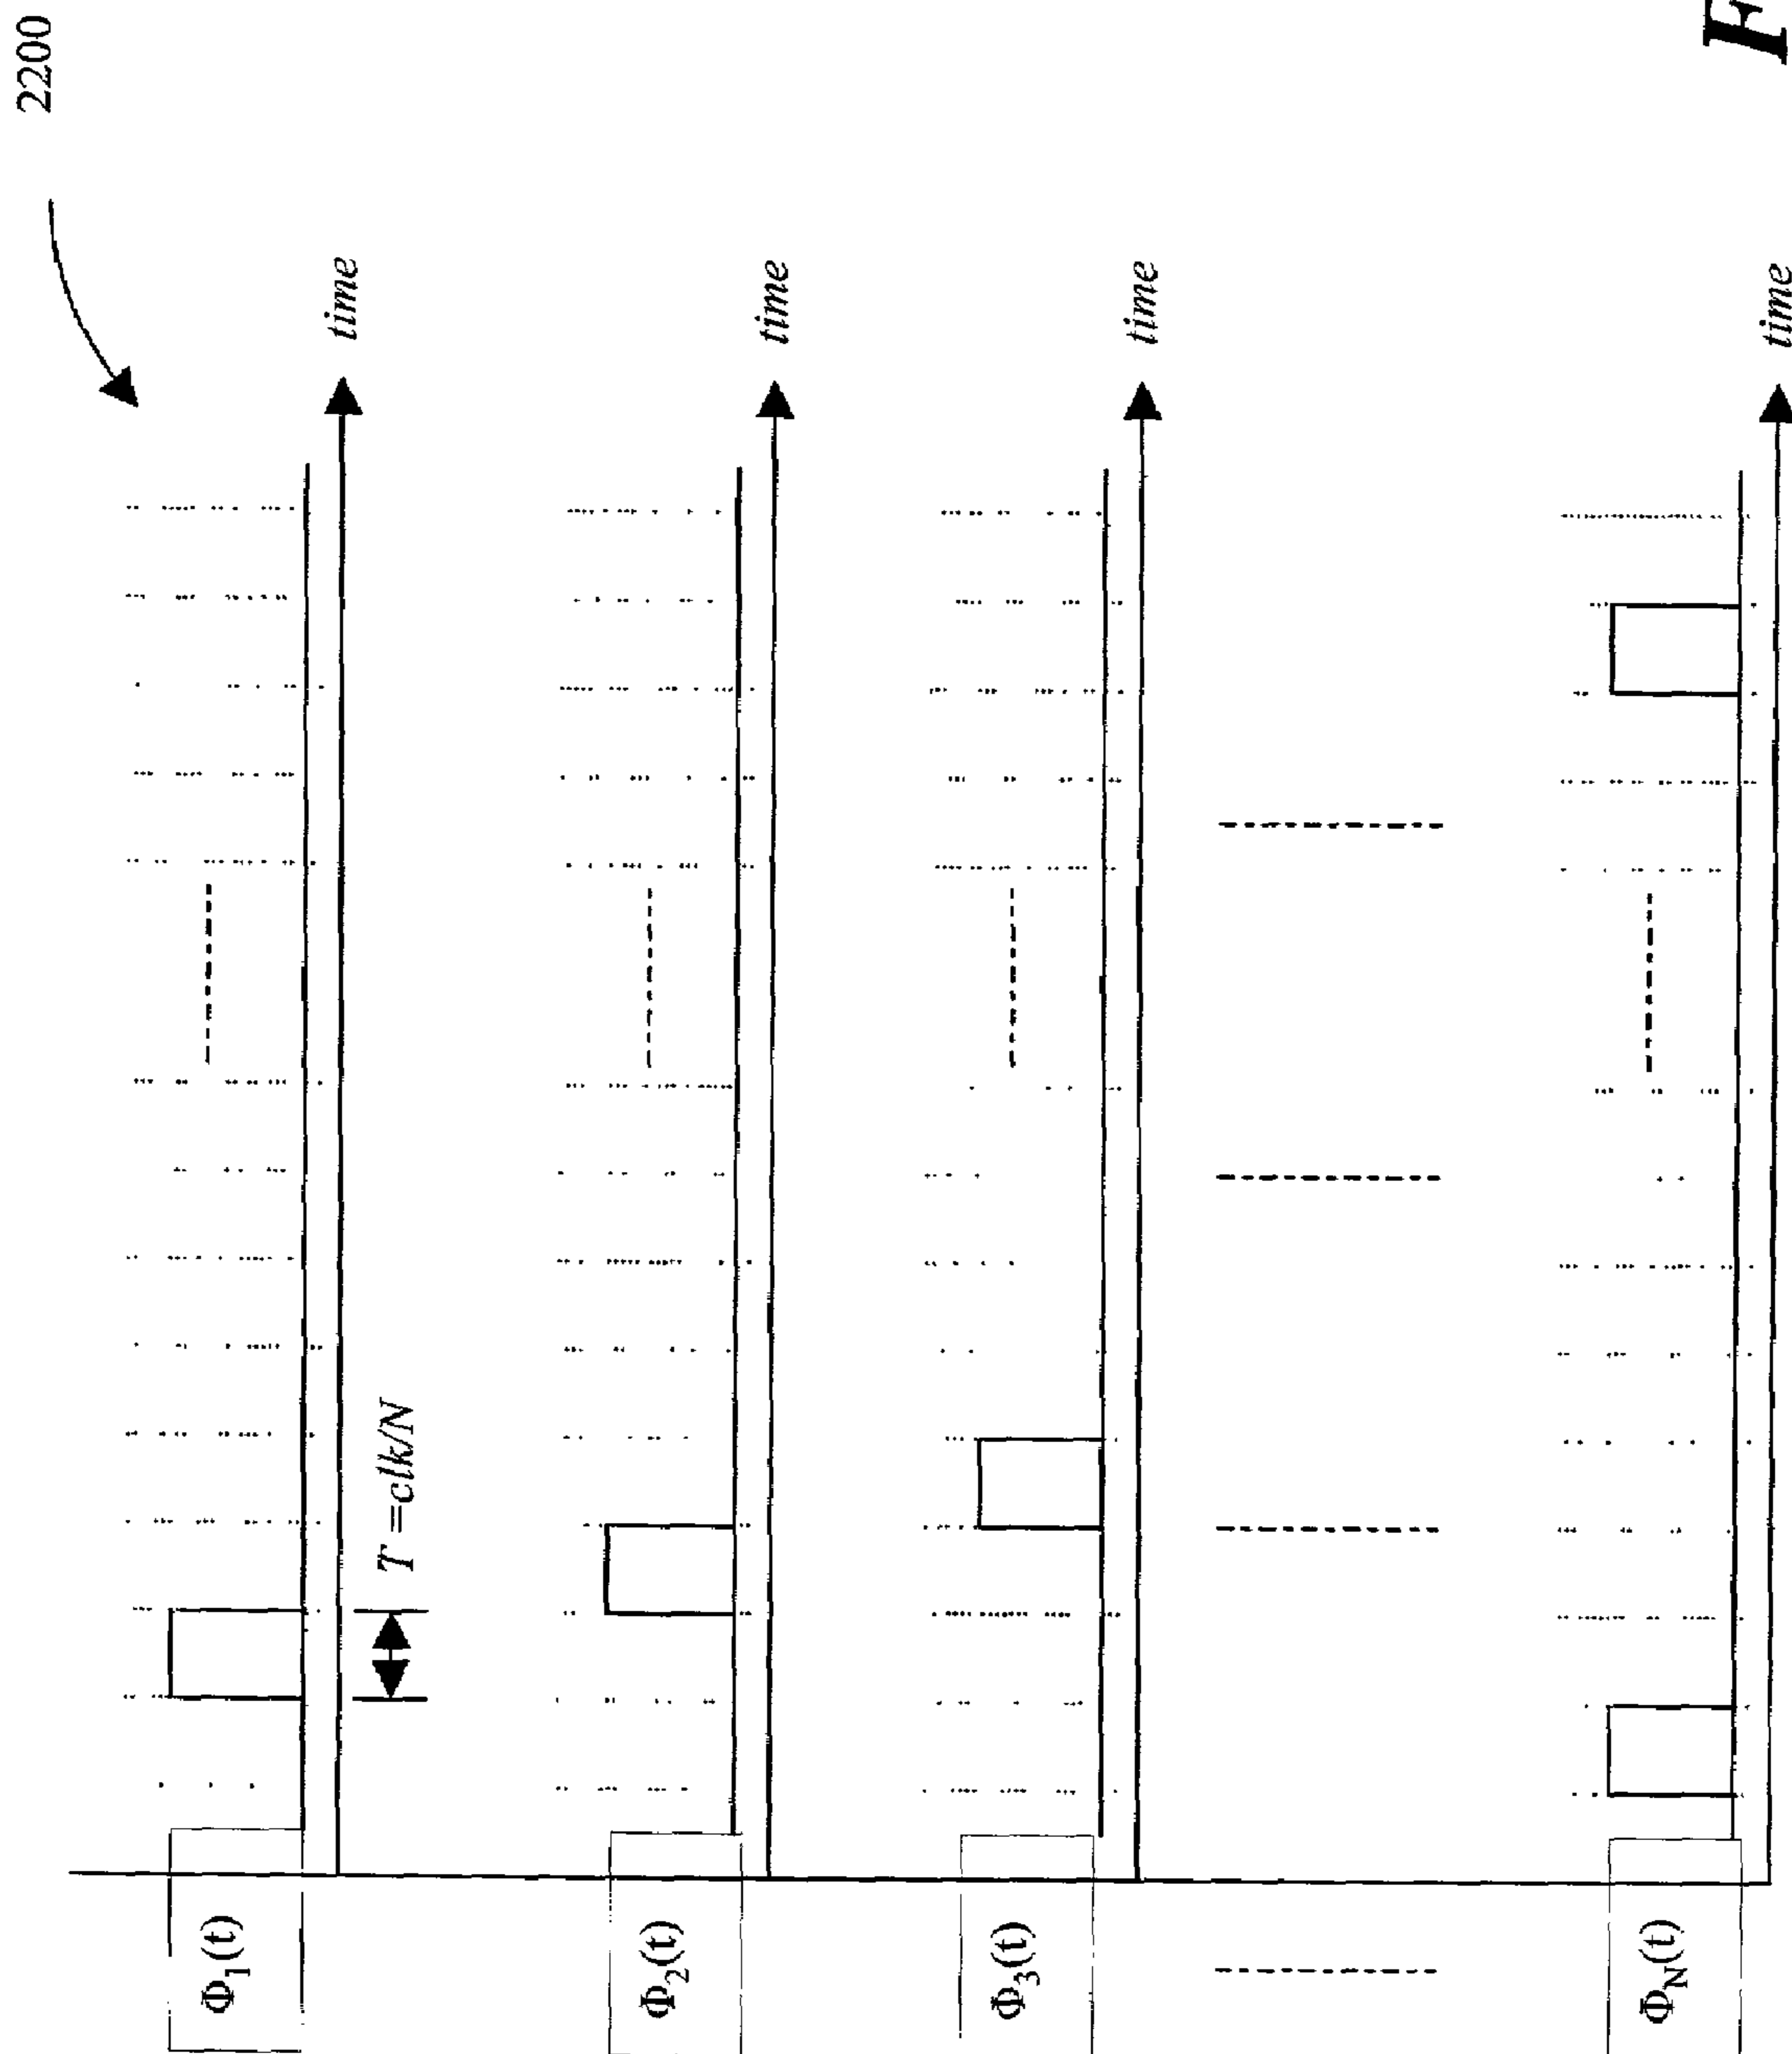 2200
Φ1(t)
time
T=clk/N
Φ2(t)
time
Φ3(t)
time
ΦN(t)
time
F